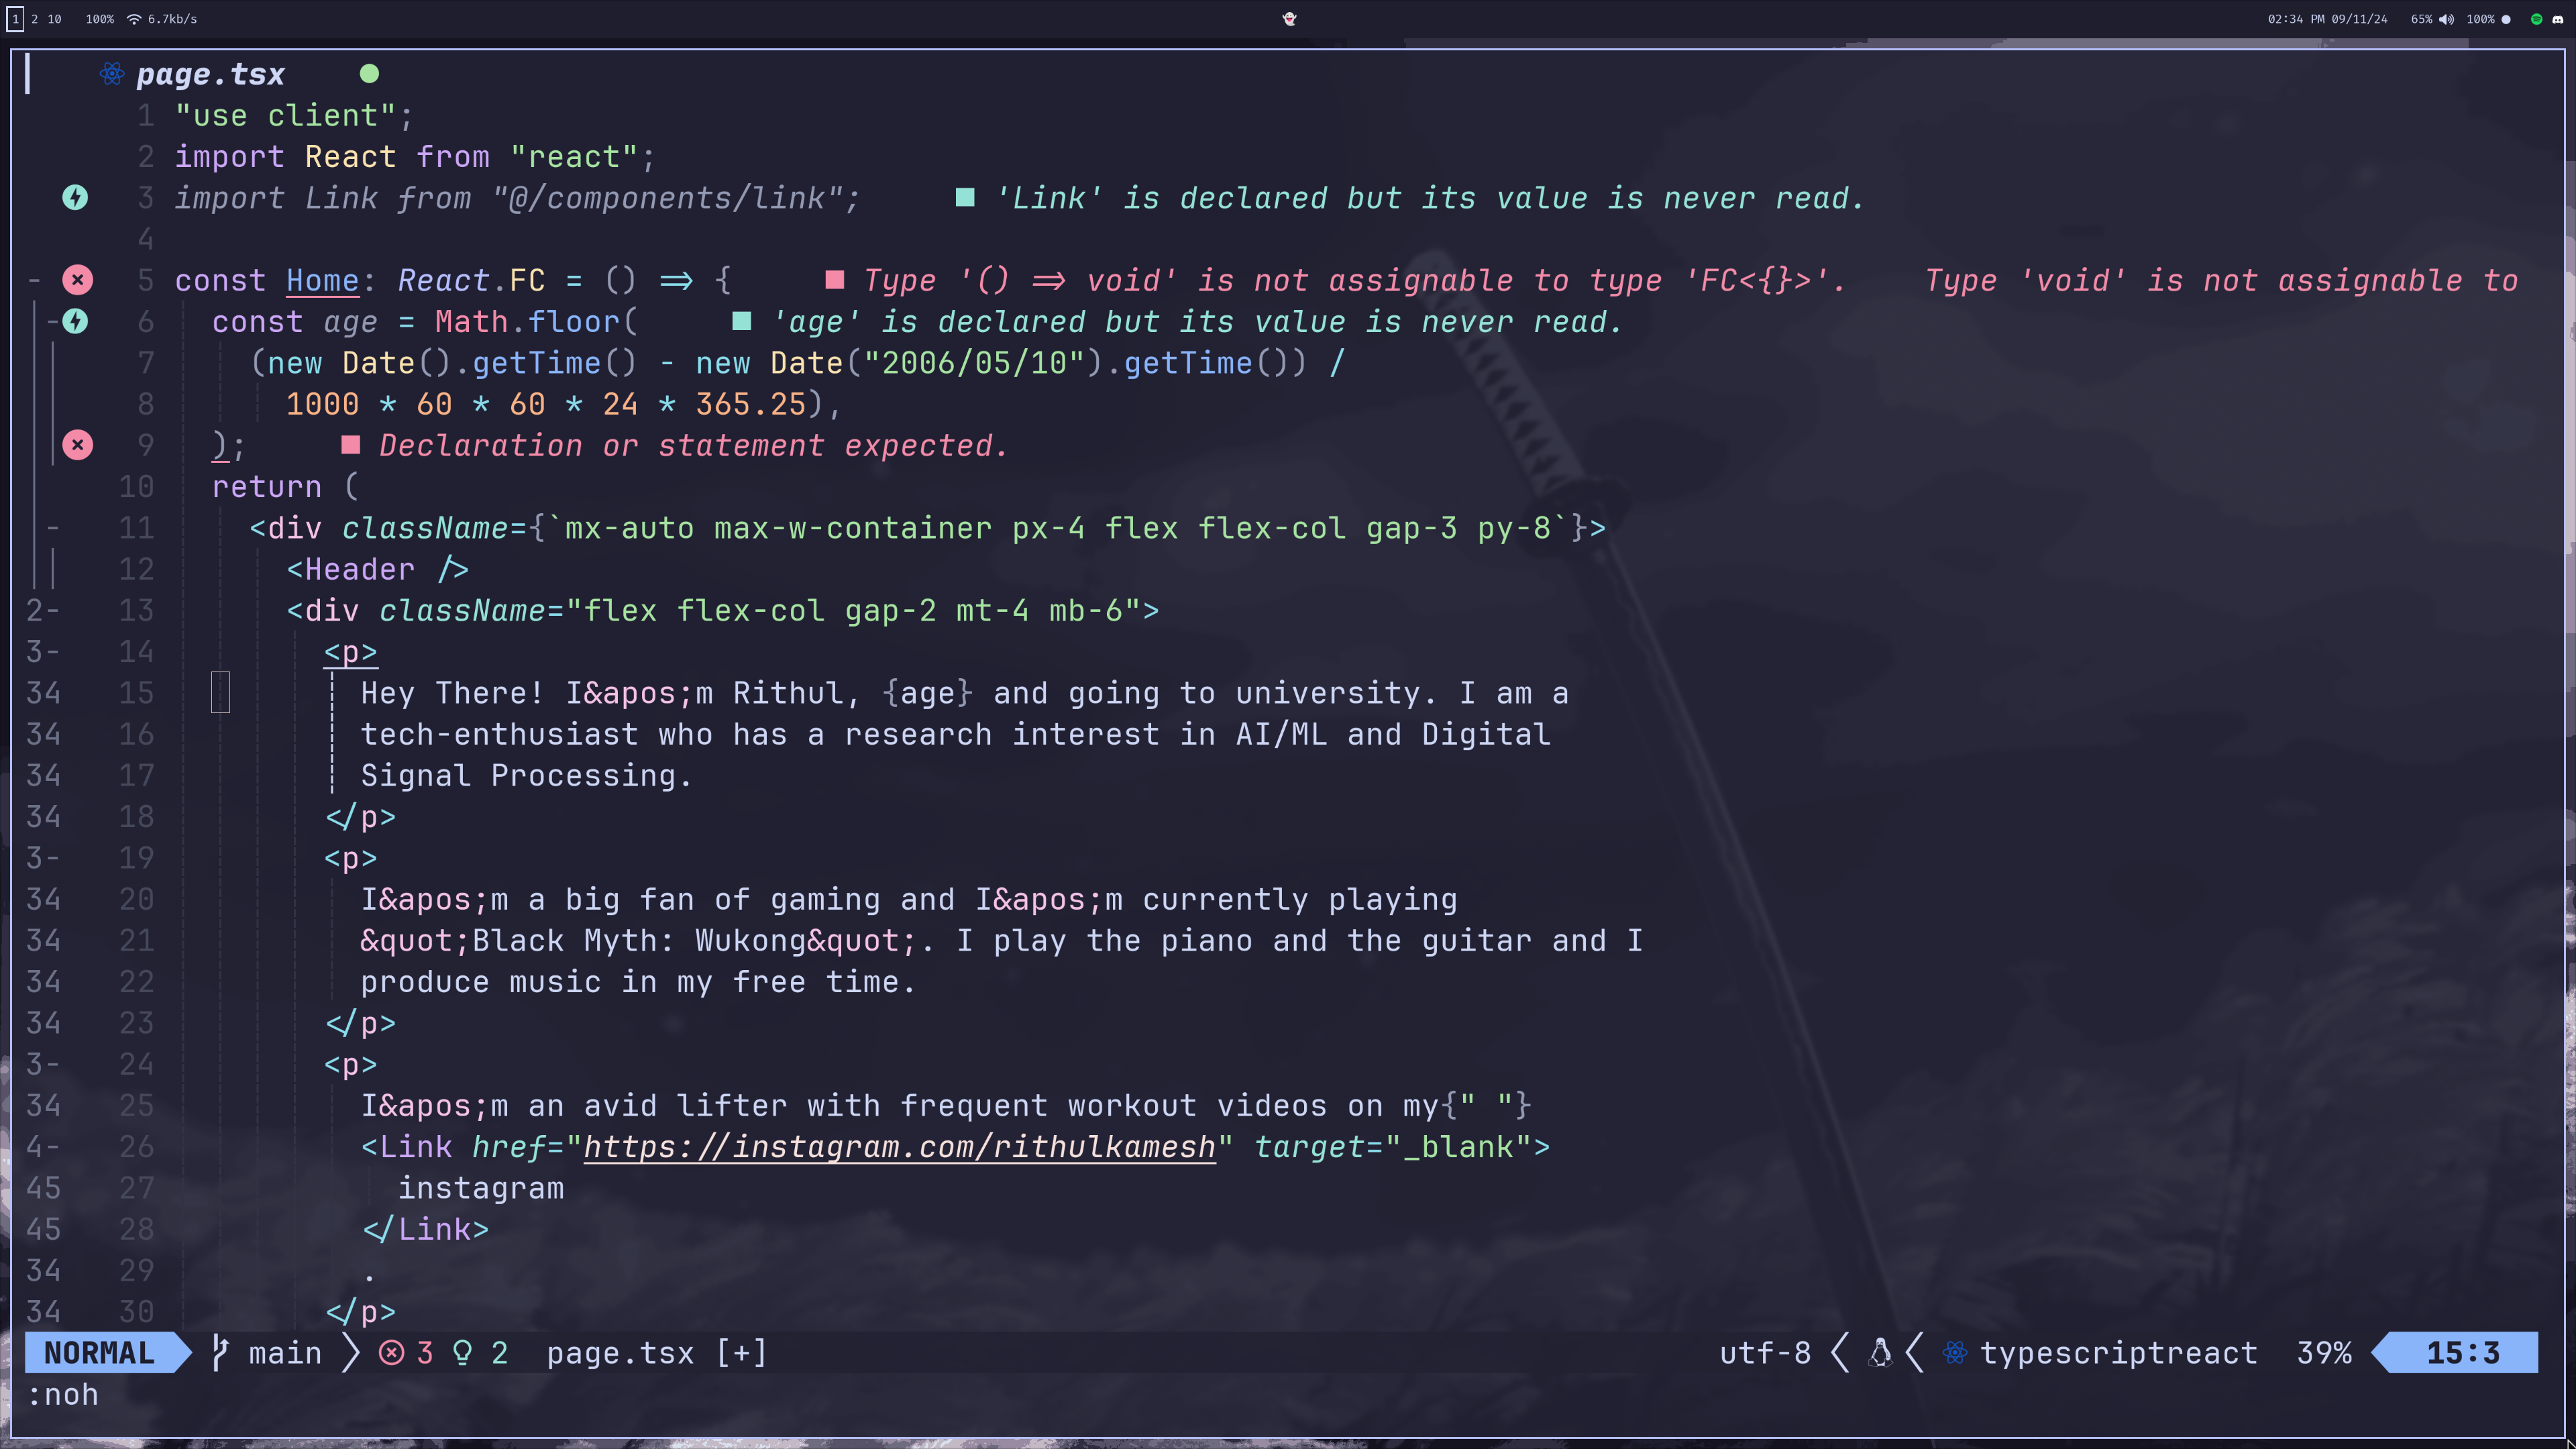 1 2 10 100% 6.7kb/s 02:34 PM 09/11/24 65% 100%
page.tsx
1 "use client";
2 import React from "react";
3 import Link from "@/components/link"; ■ 'Link' is declared but its value is never read.
4
- 5 const Home: React.FC = () => { ■ Type '() => void' is not assignable to type 'FC<{}>'. Type 'void' is not assignable to
- 6 const age = Math.floor( ■ 'age' is declared but its value is never read.
7 (new Date().getTime() - new Date("2006/05/10").getTime()) /
8 1000 * 60 * 60 * 24 * 365.25),
9 ); ■ Declaration or statement expected.
10 return (
- 11 <div className={`mx-auto max-w-container px-4 flex flex-col gap-3 py-8`}>
12 <Header />
2- 13 <div className="flex flex-col gap-2 mt-4 mb-6">
3- 14 <p>
34 15 Hey There! I&apos;m Rithul, {age} and going to university. I am a
34 16 tech-enthusiast who has a research interest in AI/ML and Digital
34 17 Signal Processing.
34 18 </p>
3- 19 <p>
34 20 I&apos;m a big fan of gaming and I&apos;m currently playing
34 21 &quot;Black Myth: Wukong&quot;. I play the piano and the guitar and I
34 22 produce music in my free time.
34 23 </p>
3- 24 <p>
34 25 I&apos;m an avid lifter with frequent workout videos on my{" "}
4- 26 <Link href="https://instagram.com/rithulkamesh" target="_blank">
45 27 instagram
45 28 </Link>
34 29 .
34 30 </p>
NORMAL main 3 2 page.tsx [+] utf-8 typescriptreact 39% 15:3
:noh